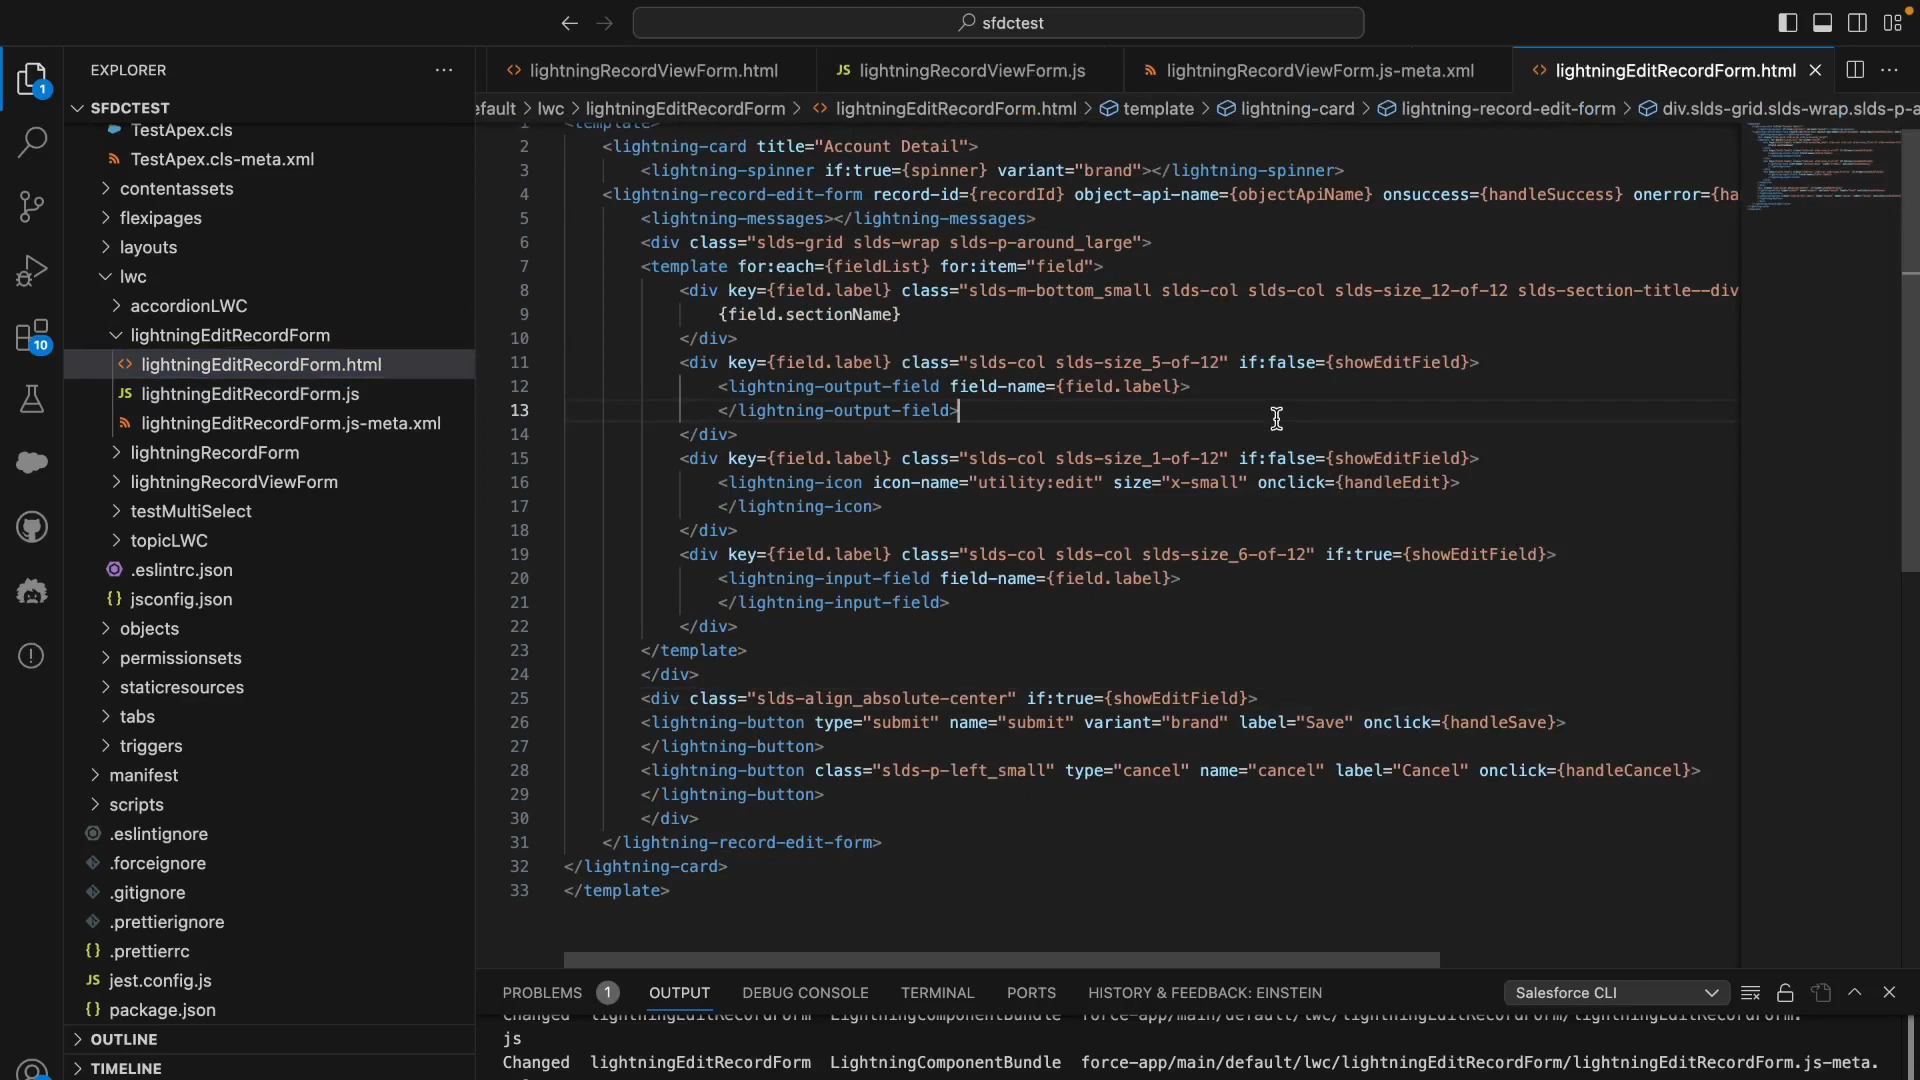 sfdctest
EXPLORER
SFDCTEST
TestApex.cls
TestApex.cls-meta.xml
contentassets
flexipages
layouts
lwc
accordionLWC
lightningEditRecordForm
lightningEditRecordForm.html
lightningEditRecordForm.js
lightningEditRecordForm.js-meta.xml
lightningRecordForm
lightningRecordViewForm
testMultiSelect
topicLWC
.eslintrc.json
jsconfig.json
objects
permissionsets
staticresources
tabs
triggers
manifest
scripts
.eslintignore
.forceignore
.gitignore
.prettierignore
.prettierrc
jest.config.js
package.json
OUTLINE
TIMELINE
1
10
lightningRecordViewForm.html
JS lightningRecordViewForm.js
lightningRecordViewForm.js-meta.xml
lightningEditRecordForm.html
efault > lwc > lightningEditRecordForm > lightningEditRecordForm.html > template > lightning-card > lightning-record-edit-form > div.slds-grid.slds-wrap.slds-p-a
1 <template>
2 <lightning-card title="Account Detail">
3 <lightning-spinner if:true={spinner} variant="brand"></lightning-spinner>
4 <lightning-record-edit-form record-id={recordId} object-api-name={objectApiName} onsuccess={handleSuccess} onerror={ha
5 <lightning-messages></lightning-messages>
6 <div class="slds-grid slds-wrap slds-p-around_large">
7 <template for:each={fieldList} for:item="field">
8 <div key={field.label} class="slds-m-bottom_small slds-col slds-col slds-size_12-of-12 slds-section-title--div
9 {field.sectionName}
10 </div>
11 <div key={field.label} class="slds-col slds-size_5-of-12" if:false={showEditField}>
12 <lightning-output-field field-name={field.label}>
13 </lightning-output-field>
14 </div>
15 <div key={field.label} class="slds-col slds-size_1-of-12" if:false={showEditField}>
16 <lightning-icon icon-name="utility:edit" size="x-small" onclick={handleEdit}>
17 </lightning-icon>
18 </div>
19 <div key={field.label} class="slds-col slds-col slds-size_6-of-12" if:true={showEditField}>
20 <lightning-input-field field-name={field.label}>
21 </lightning-input-field>
22 </div>
23 </template>
24 </div>
25 <div class="slds-align_absolute-center" if:true={showEditField}>
26 <lightning-button type="submit" name="submit" variant="brand" label="Save" onclick={handleSave}>
27 </lightning-button>
28 <lightning-button class="slds-p-left_small" type="cancel" name="cancel" label="Cancel" onclick={handleCancel}>
29 </lightning-button>
30 </div>
31 </lightning-record-edit-form>
32 </lightning-card>
33 </template>
PROBLEMS 1 OUTPUT DEBUG CONSOLE TERMINAL PORTS HISTORY & FEEDBACK: EINSTEIN Salesforce CLI
Changed lightningEditRecordForm LightningComponentBundle force-app/main/default/lwc/lightningEditRecordForm/lightningEditRecordForm.
js
Changed lightningEditRecordForm LightningComponentBundle force-app/main/default/lwc/lightningEditRecordForm/lightningEditRecordForm.js-meta.